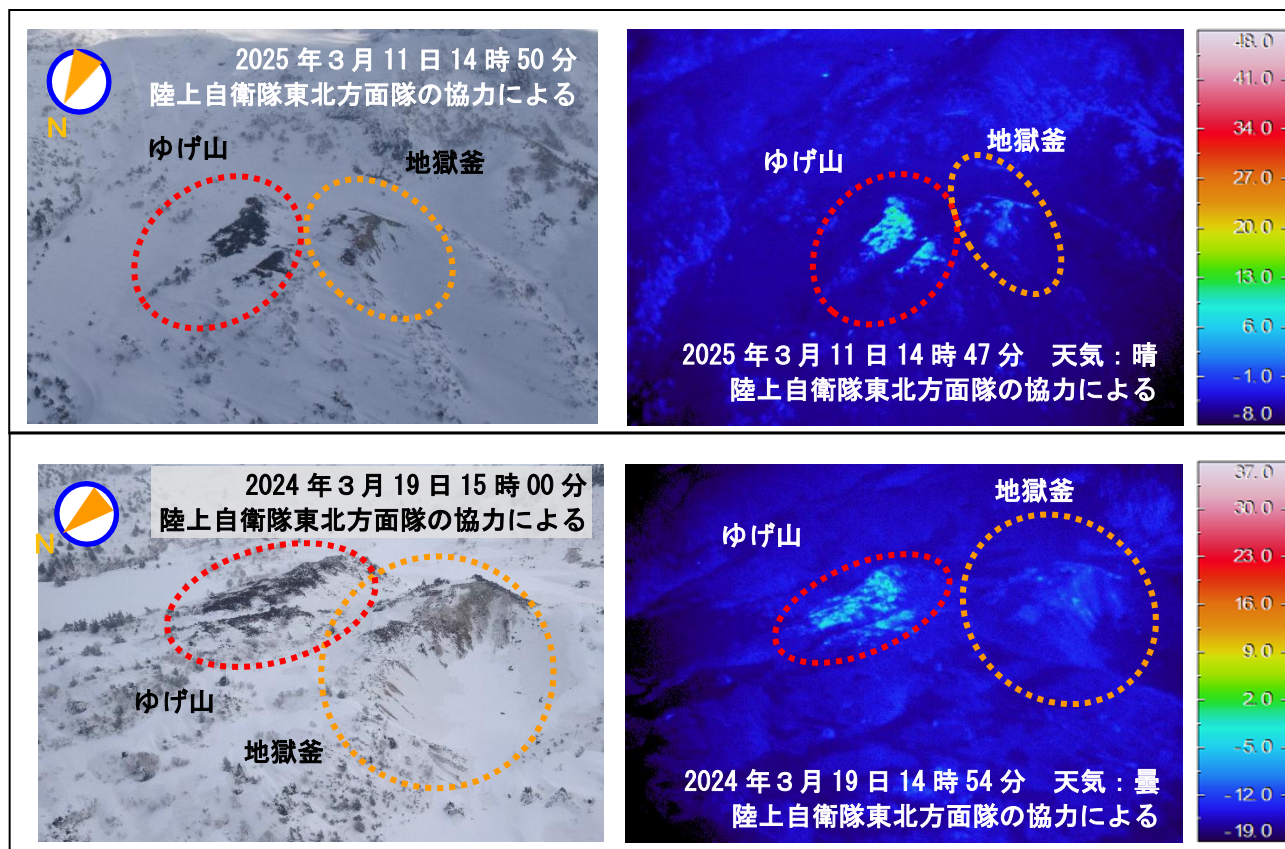 2025年3月11日14時50分
陸上自衛隊東北方面隊の協力による
N
ゆげ山
地獄釜
地獄釜
ゆげ山
2025年3月11日14時47分　天気：晴
陸上自衛隊東北方面隊の協力による
48.0
41.0
34.0
27.0
20.0
13.0
6.0
-1.0
-8.0
2024年3月19日15時00分
陸上自衛隊東北方面隊の協力による
N
ゆげ山
地獄釜
地獄釜
ゆげ山
2024年3月19日14時54分　天気：曇
陸上自衛隊東北方面隊の協力による
37.0
30.0
23.0
16.0
9.0
2.0
-5.0
-12.0
-19.0